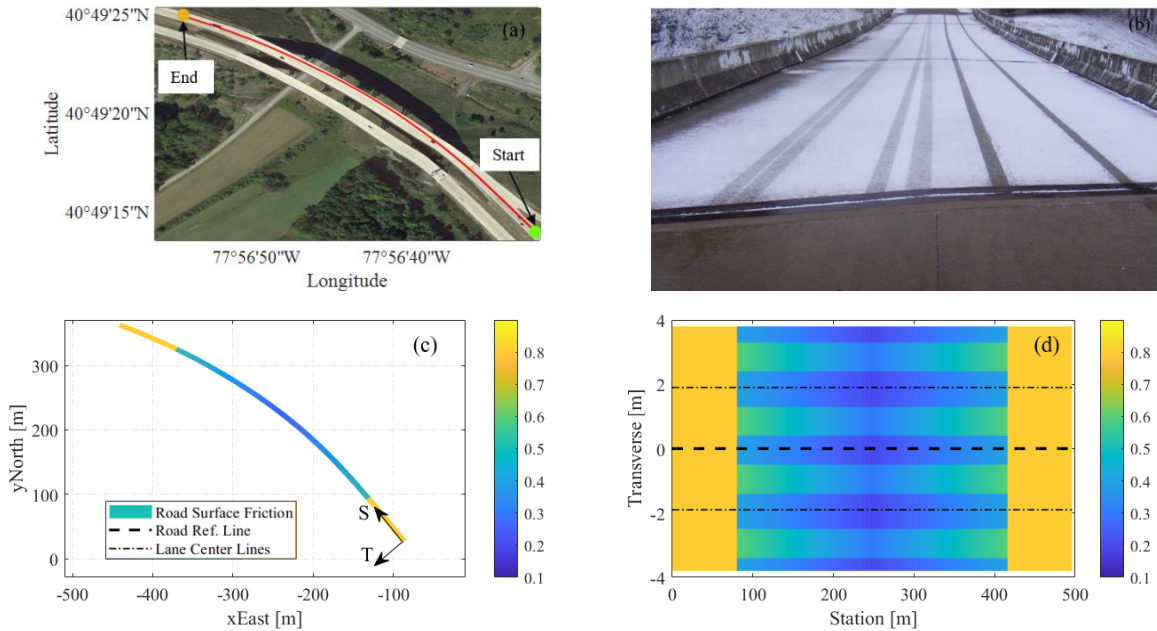 (a)
40°49'25"N
40°49'20"N
40°49'15"N
Latitude
End
Start
77°56'50"W
77°56'40"W
Longitude
(b)
(c)
300
200
100
0
yNorth [m]
-500
-400
-300
-200
-100
xEast [m]
Road Surface Friction
Road Ref. Line
Lane Center Lines
S
T
0.8
0.7
0.6
0.5
0.4
0.3
0.2
0.1
(d)
4
2
0
-2
-4
Transverse [m]
0
100
200
300
400
500
Station [m]
0.8
0.7
0.6
0.5
0.4
0.3
0.2
0.1